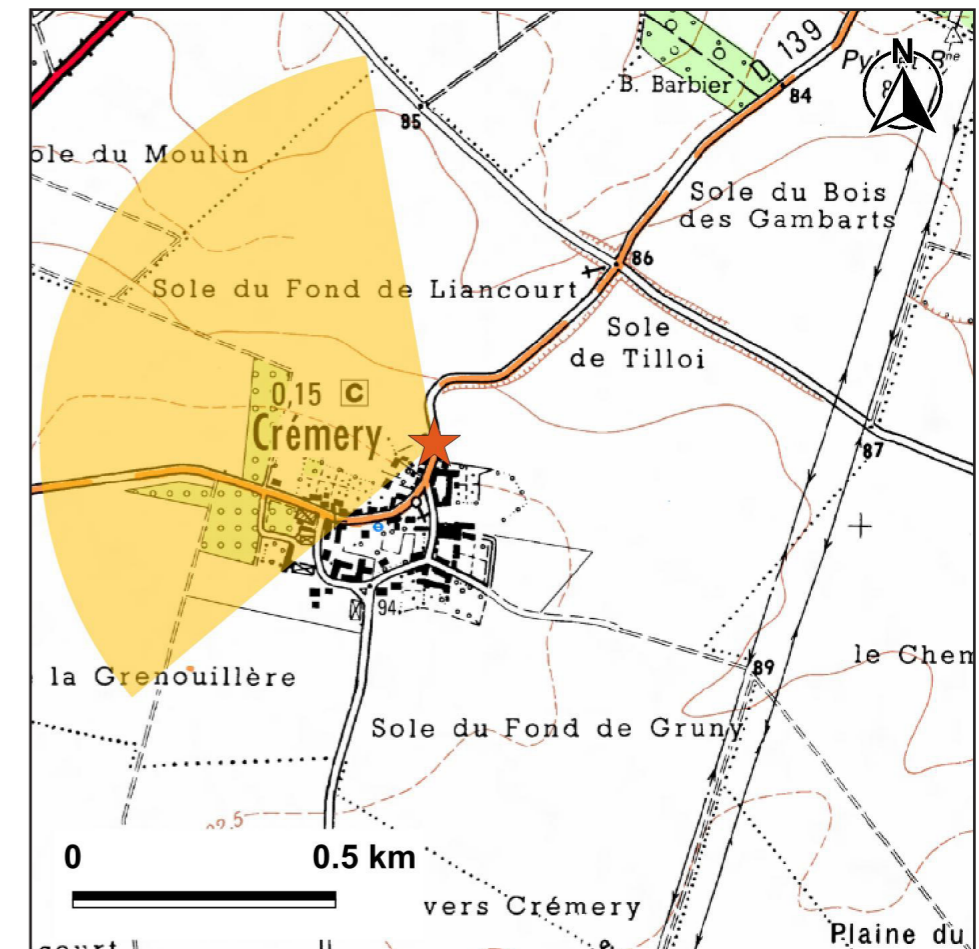 D 139
N
B. Barbier
84
85
ole du Moulin
Sole du Bois
des Gambarts
86
Sole du Fond de Liancourt
Sole
de Tilloi
0,15 C
Crémery
87
94
89
le Chem
la Grenouillère
Sole du Fond de Gruny
0 0.5 km
vers Crémery
Plaine du
court